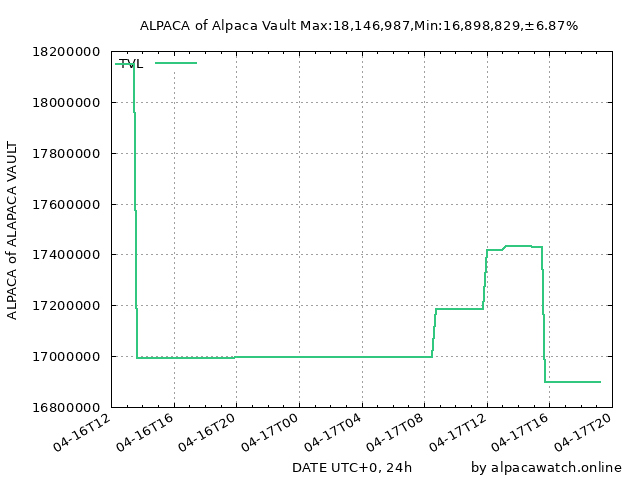 ALPACA of Alpaca Vault Max:18,146,987,Min:16,898,829,±6.87%
18200000
18000000
17800000
17600000
17400000
17200000
17000000
16800000
ALPACA of ALAPACA VAULT
TVL
04-16T12
04-16T16
04-16T20
04-17T00
04-17T04
04-17T08
04-17T12
04-17T16
04-17T20
DATE UTC+0, 24h
by alpacawatch.online